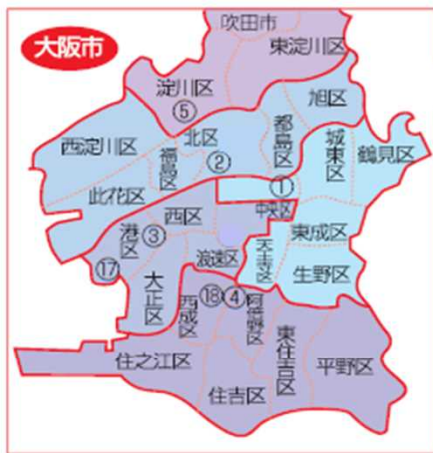 大阪市
吹田市
東淀川区
淀川区
⑤
旭区
西淀川区
北区
都島区
城東区
鶴見区
福島区
②
此花区
①
中央区
西区
港区
③
東成区
浪速区
天王寺区
生野区
⑰
大正区
西成区
⑱
④
阿倍野区
東住吉区
平野区
住之江区
住吉区